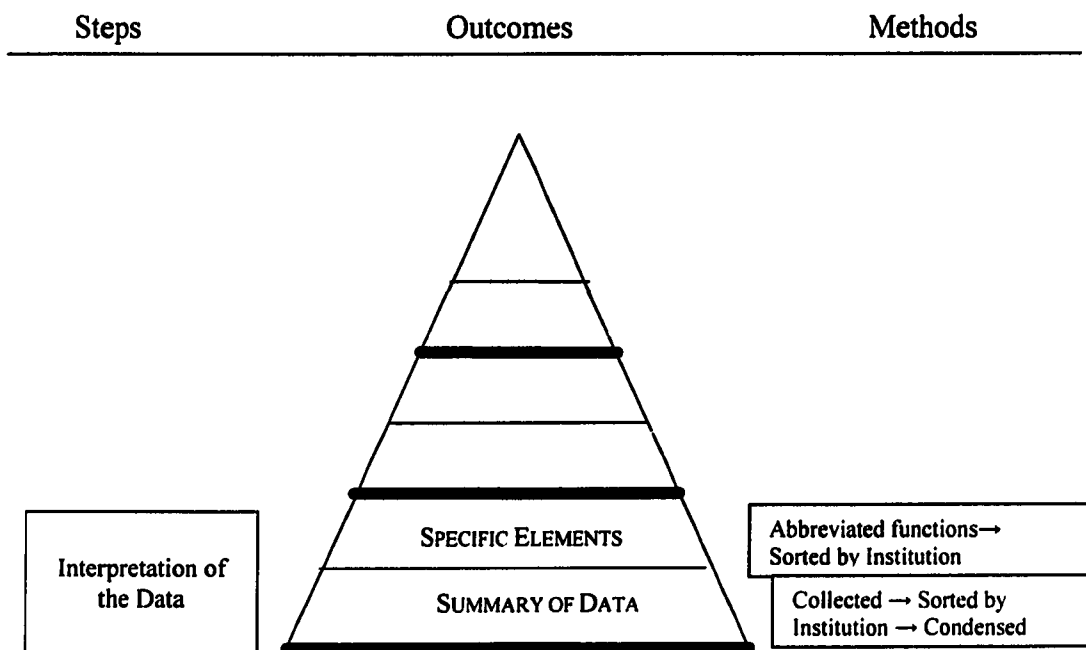 Steps Outcomes Methods
SPECIFIC ELEMENTS
Abbreviated functions→
Sorted by Institution
Interpretation of
the Data
SUMMARY OF DATA
Collected → Sorted by
Institution → Condensed